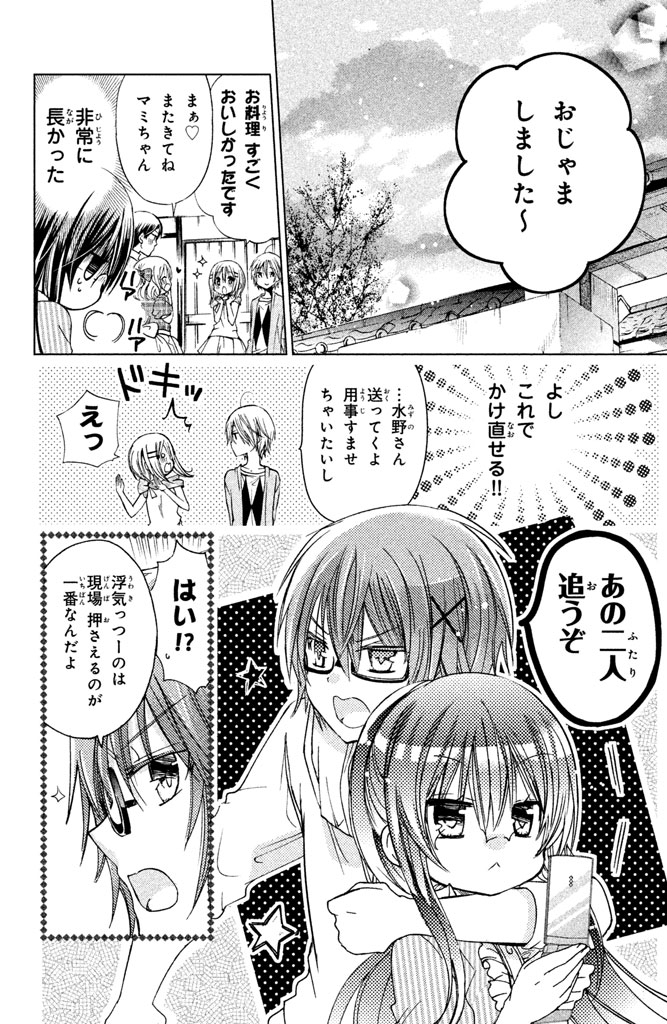 おじゃま
しました～
お料理 すごく
おいしかったです
まぁ♡
またきてね
マミちゃん
非常に
長かった
ハァ
ハァ
よし
これで
かけ直せる!!
…水野さん
送ってくよ
用事すませ
ちゃいたいし
ドキッ
えっ
あの二人
追うぞ
はい!?
浮気っつーのは
現場 押さえるのが
一番なんだよ